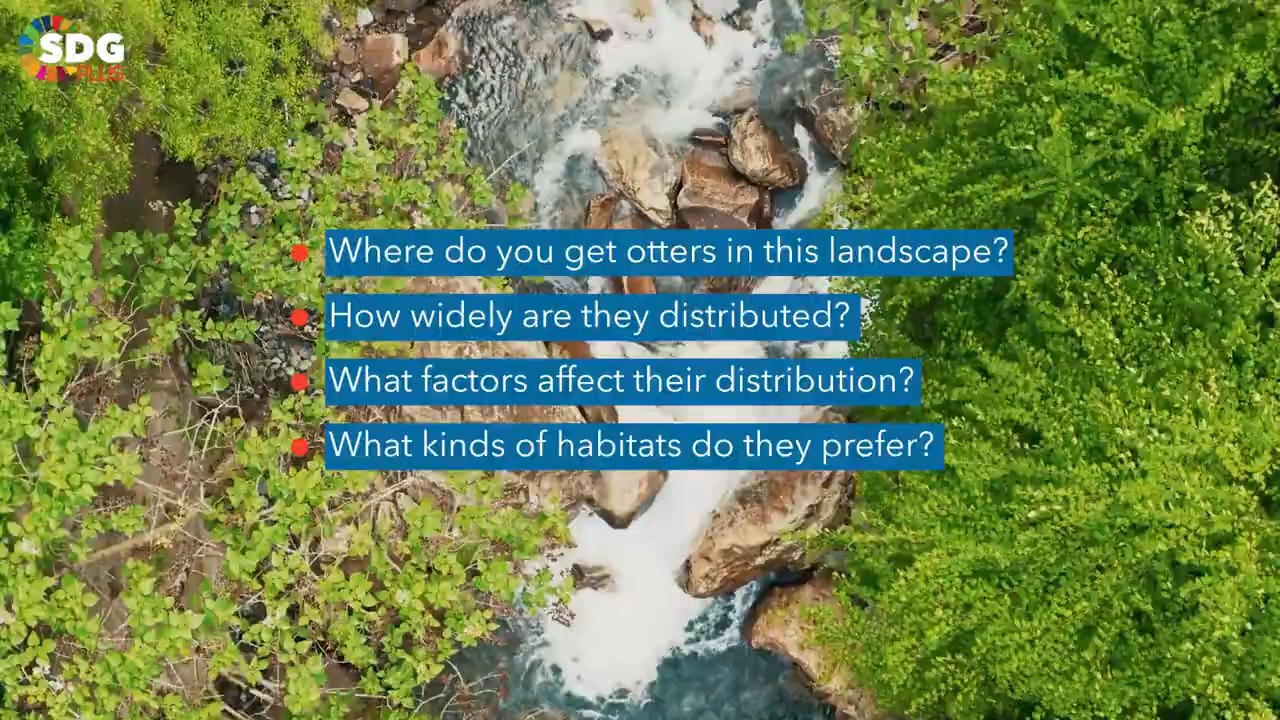 SDG
PLUS
Where do you get otters in this landscape?
How widely are they distributed?
What factors affect their distribution?
What kinds of habitats do they prefer?